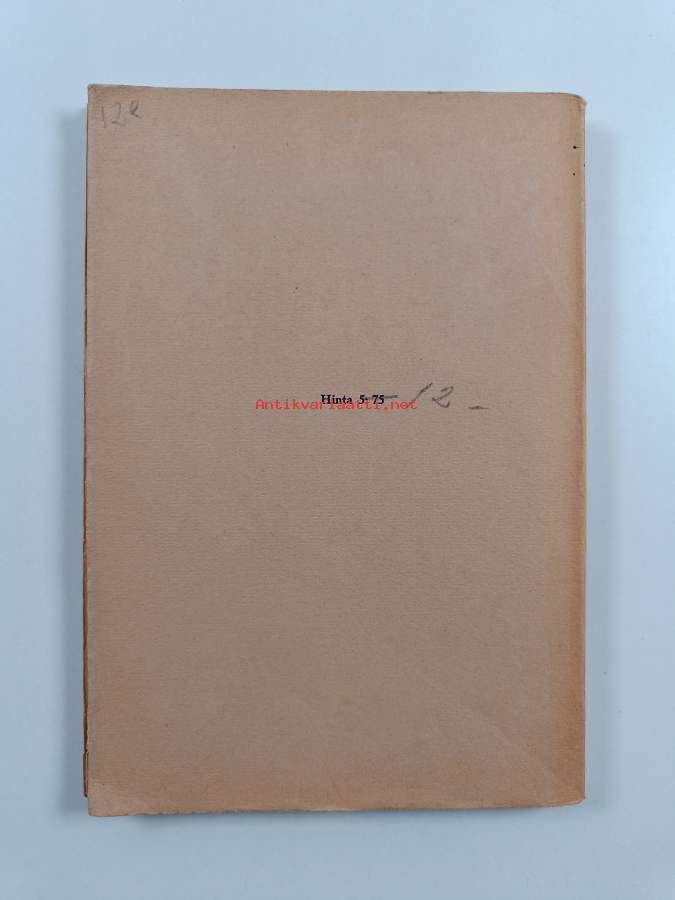 12e
Hinta 5: 75 - 12 -
Antikvariaatti.net